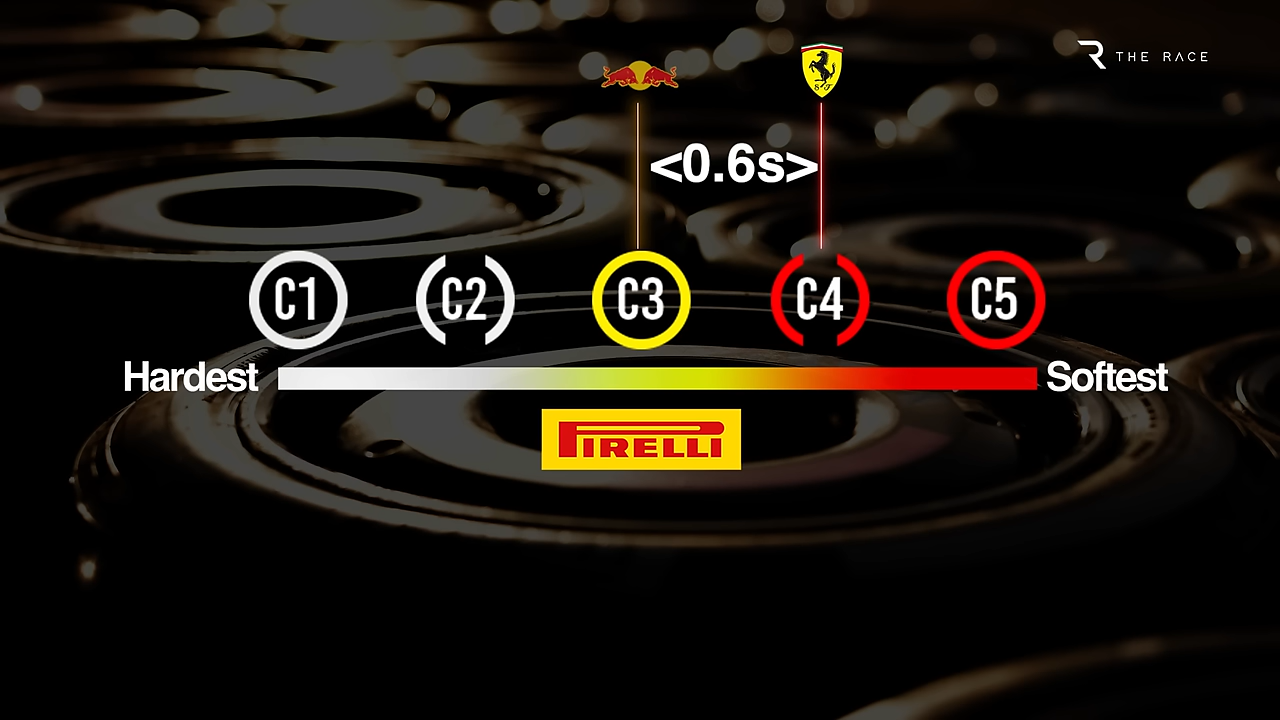 THE RACE
<0.6s>
C1 C2 C3 C4 C5
Hardest Softest
PIRELLI